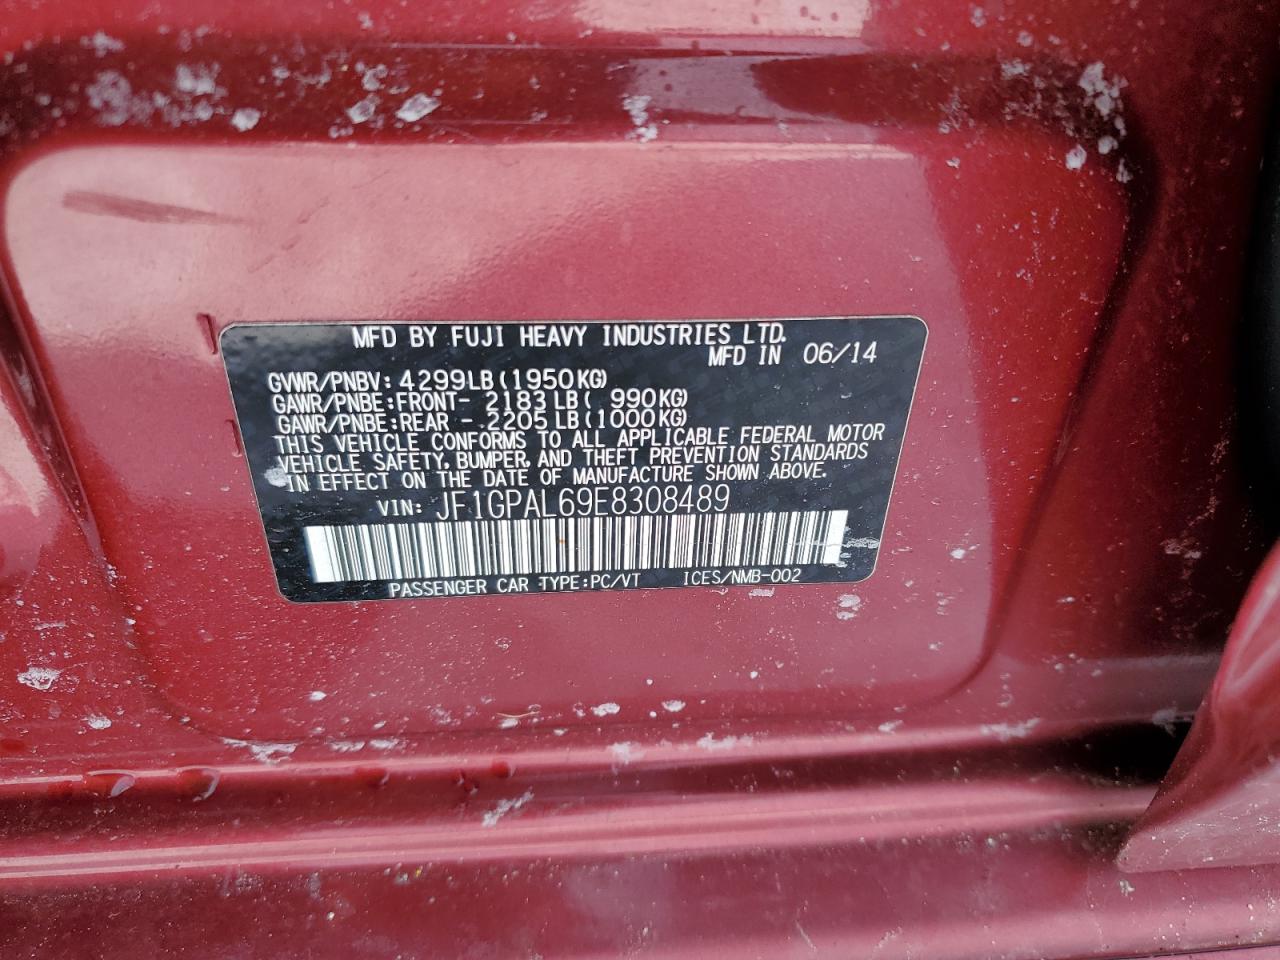 MFD BY FUJI HEAVY INDUSTRIES LTD.
MFD IN 06/14
GVWR/PNBV: 4299LB(1950KG)
GAWR/PNBE:FRONT- 2183LB( 990KG)
GAWR/PNBE:REAR - 2205LB(1000KG)
THIS VEHICLE CONFORMS TO ALL APPLICABLE FEDERAL MOTOR
VEHICLE SAFETY, BUMPER, AND THEFT PREVENTION STANDARDS
IN EFFECT ON THE DATE OF MANUFACTURE SHOWN ABOVE.
VIN: JF1GPAL69E8308489
PASSENGER CAR TYPE:PC/VT ICES/NMB-002